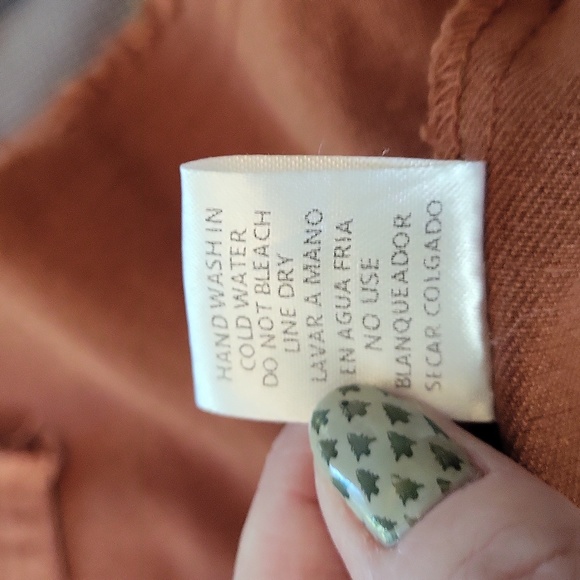 HAND WASH IN
COLD WATER
DO NOT BLEACH
LINE DRY
LAVAR A MANO
EN AGUA FRIA
NO USE
BLANQUEADOR
SECAR COLGADO